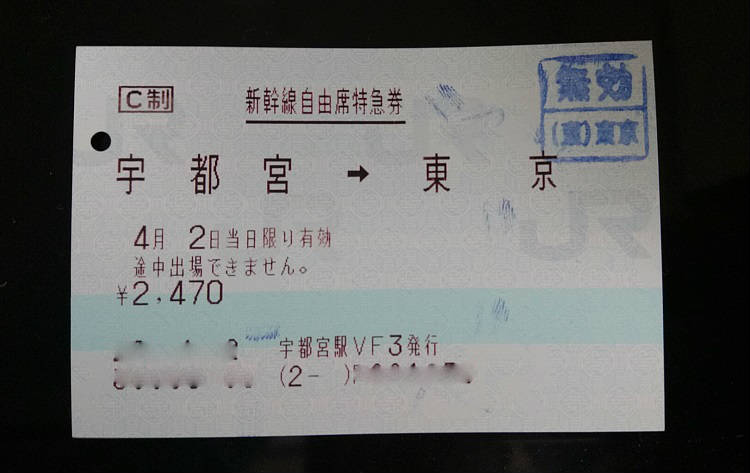 C制
新幹線自由席特急券
無効
(東)東京
宇都宮 → 東京
4月 2日当日限り有効
途中出場できません。
¥2,470
宇都宮駅VF3発行
(2- )